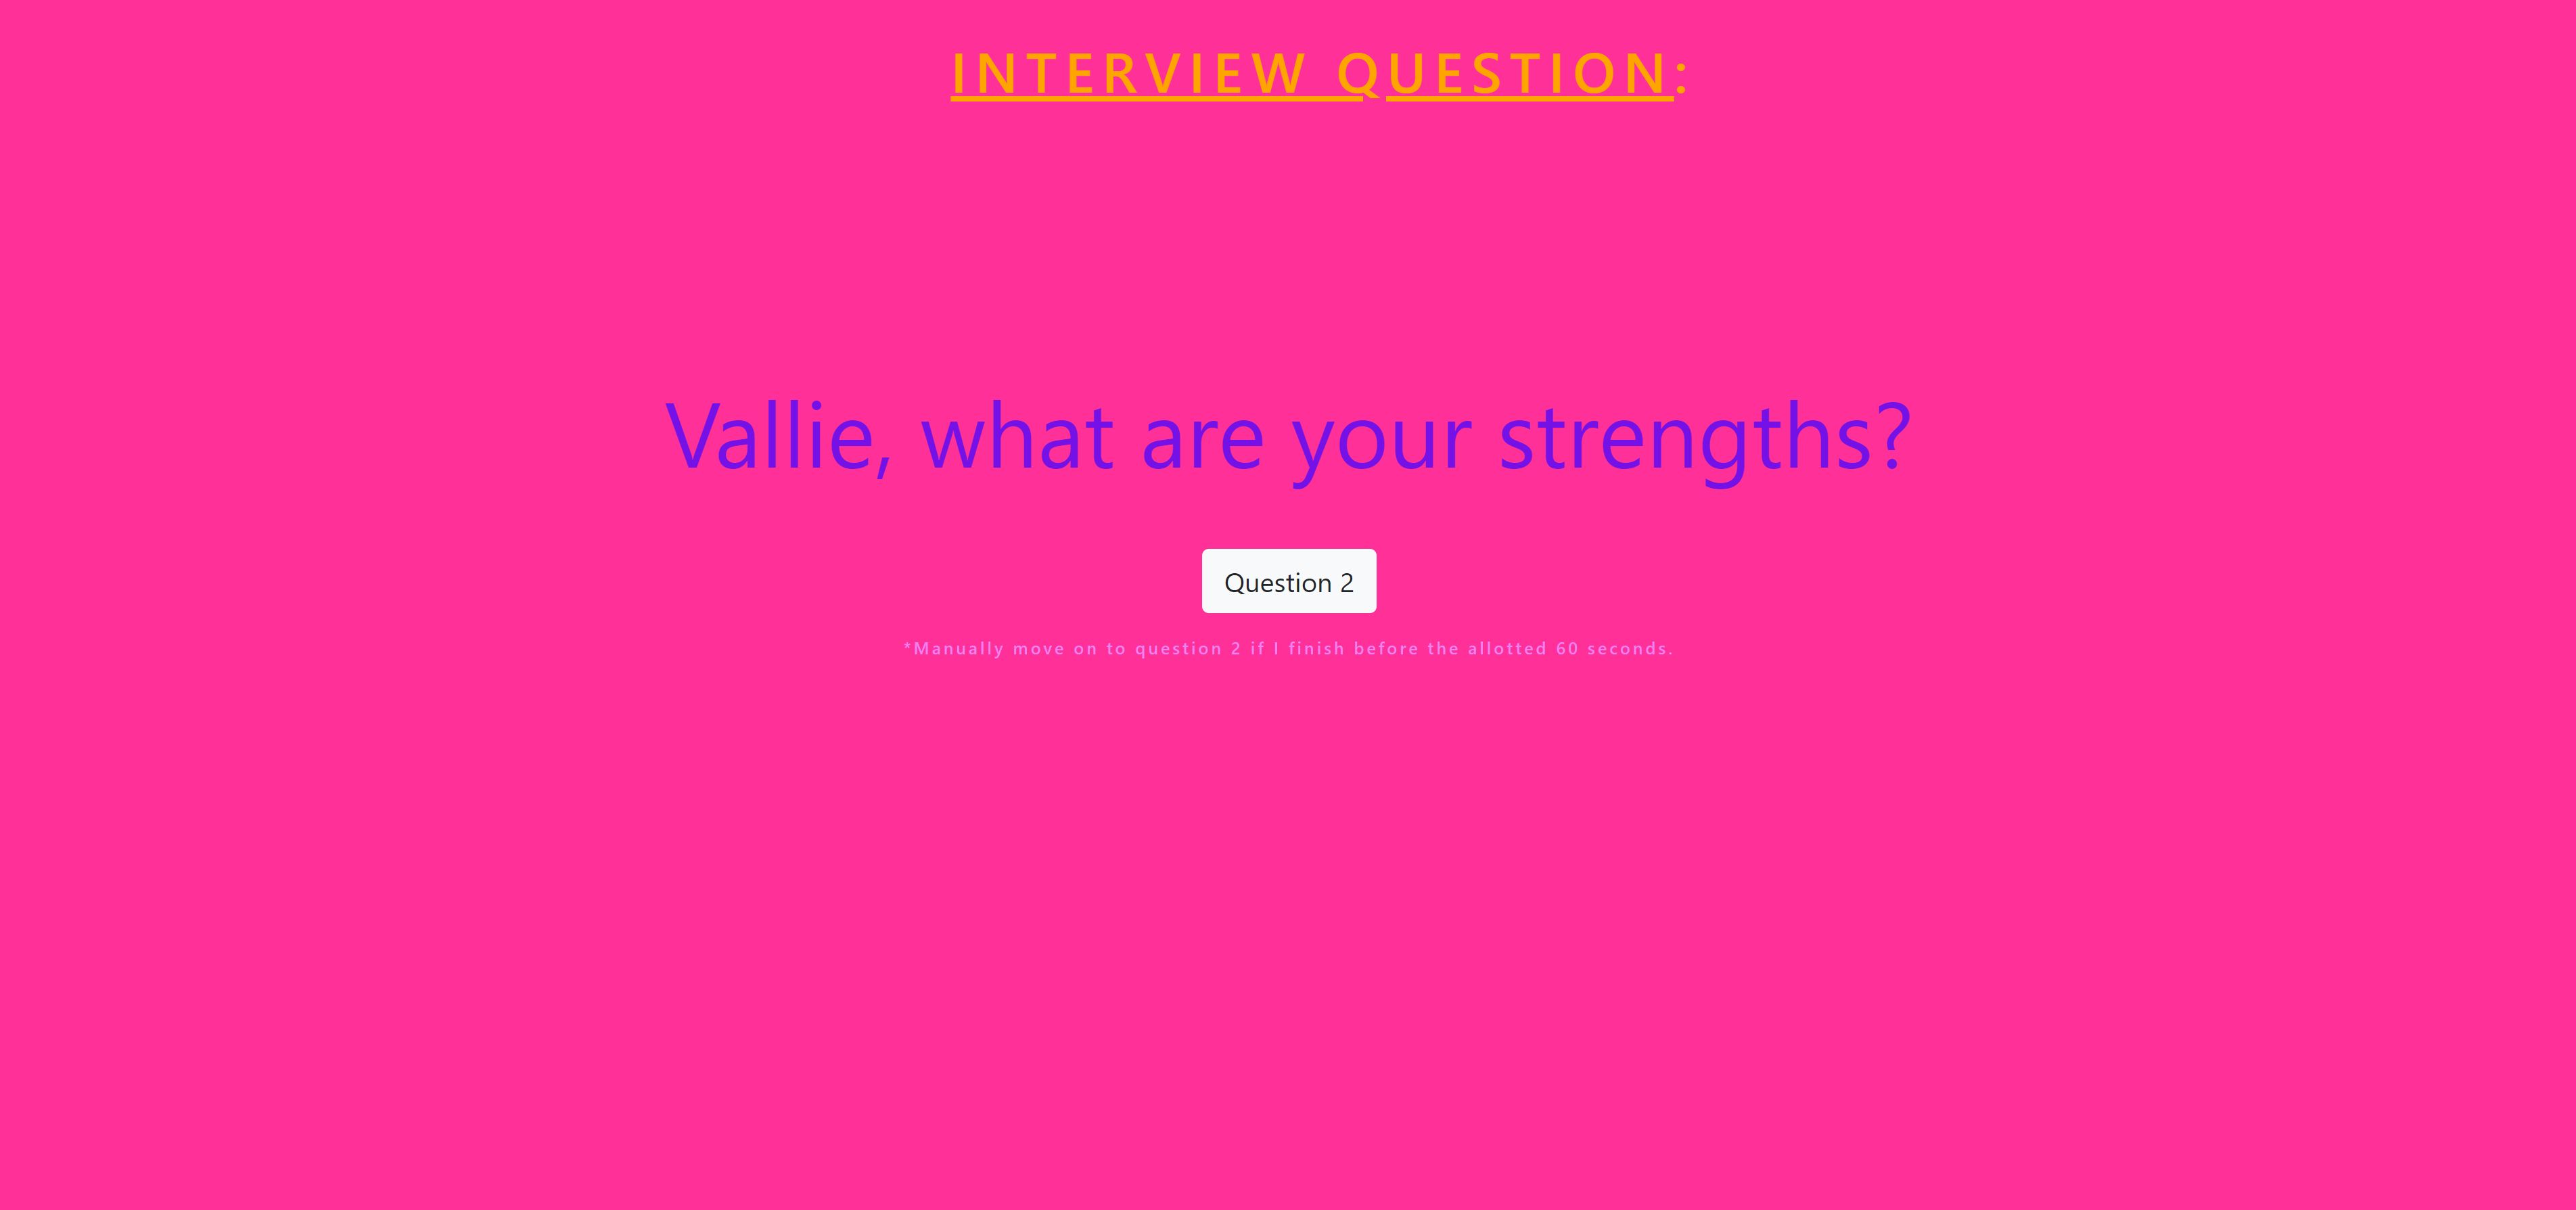 INTERVIEW QUESTION:
Vallie, what are your strengths?
Question 2
*Manually move on to question 2 if I finish before the allotted 60 seconds.